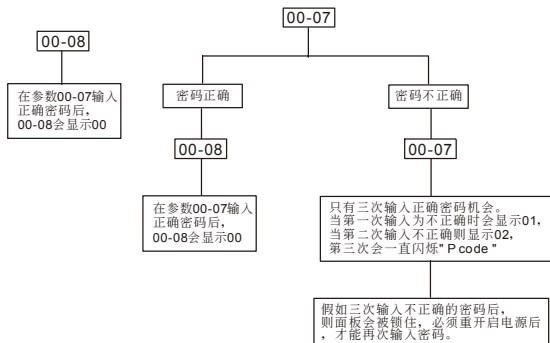 00-08
在参数00-07输入
正确密码后，
00-08会显示00
00-07
密码正确
00-08
在参数00-07输入
正确密码后，
00-08会显示00
密码不正确
00-07
只有三次输入正确密码机会。
当第一次输入为不正确时会显示01，
当第二次输入不正确则显示02，
第三次会一直闪烁" P code "
假如三次输入不正确的密码后，
则面板会被锁住，必须重开启电源后
，才能再次输入密码。